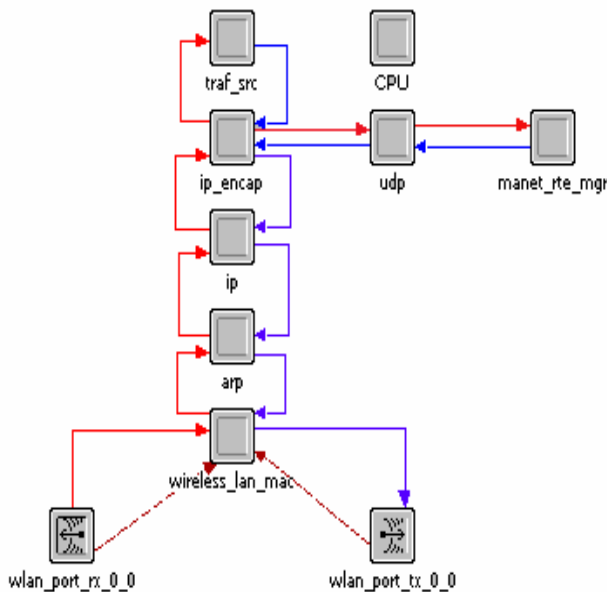 traf_src
CPU
ip_encap
udp
manet_rte_mgr
ip
arp
wireless_lan_mac
wlan_port_rx_0_0
wlan_port_tx_0_0